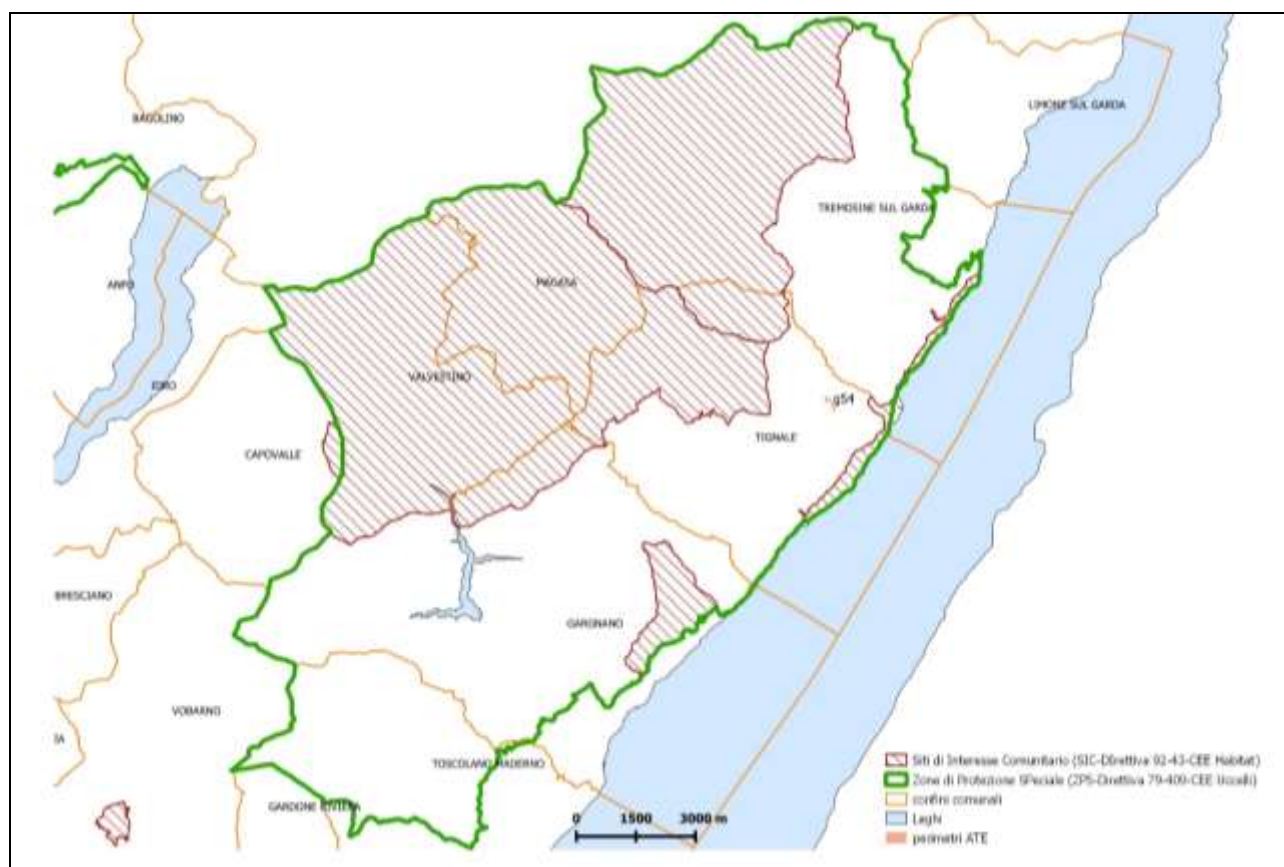 BAGOLINO
LIMONE SUL GARDA
TREMOSINE SUL GARDA
ANFO
MAGASA
IDRO
VALVESTINO
g54
TIGNALE
CAPOVALLE
BRESCIANO
GARGNANO
VOBARNO
IA
TOSCOLANO MADERNO
GARDONE RIVIERA
Siti di Interesse Comunitario (SIC-Direttiva 92-43-CEE Habitat)
Zone di Protezione SPeciale (ZPS-Direttiva 79-409-CEE Uccelli)
confini comunali
Laghi
perimetri ATE
0 1500 3000 m